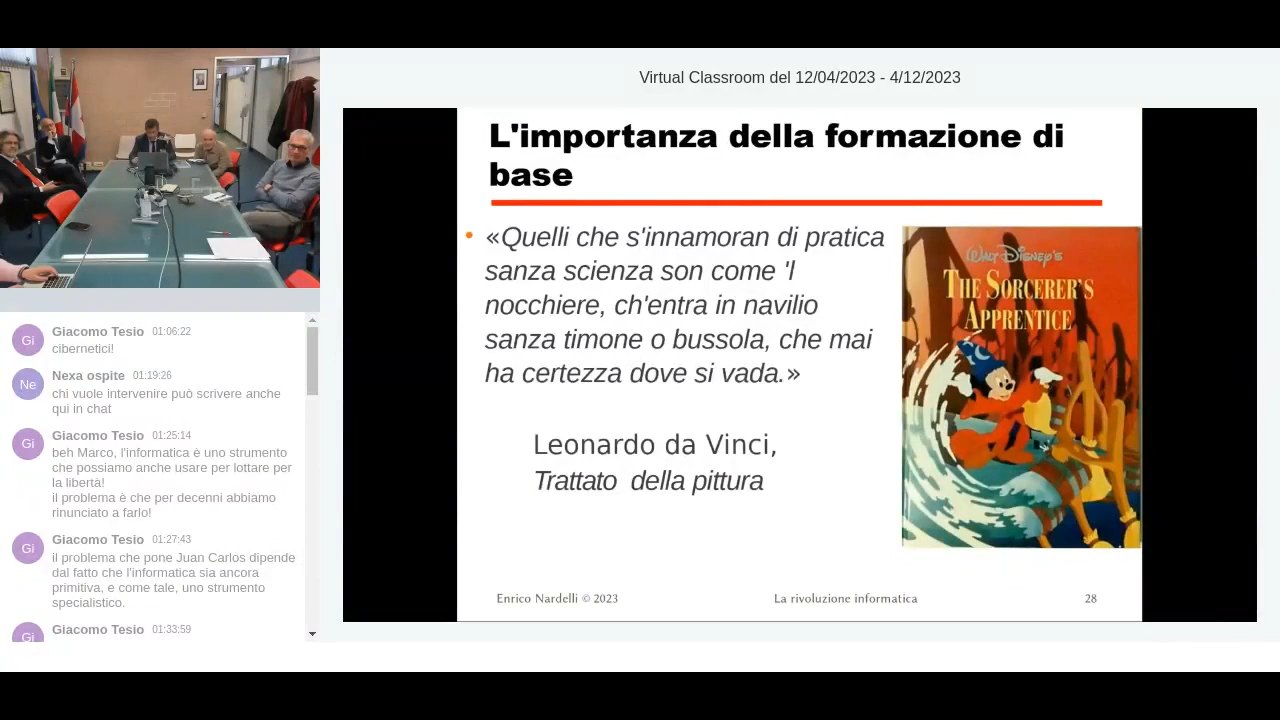 Virtual Classroom del 12/04/2023 - 4/12/2023
L'importanza della formazione di
base
«Quelli che s'innamoran di pratica
sanza scienza son come 'l
nocchiere, ch'entra in navilio
sanza timone o bussola, che mai
ha certezza dove si vada.»
Leonardo da Vinci,
Trattato della pittura
WALT DISNEY'S
THE SORCERER'S
APPRENTICE
Enrico Nardelli © 2023
La rivoluzione informatica
28
Gi
Giacomo Tesio 01:06:22
cibernetici!
Ne
Nexa ospite 01:19:26
chi vuole intervenire può scrivere anche
qui in chat
Gi
Giacomo Tesio 01:25:14
beh Marco, l'informatica è uno strumento
che possiamo anche usare per lottare per
la libertà!
il problema è che per decenni abbiamo
rinunciato a farlo!
Gi
Giacomo Tesio 01:27:43
il problema che pone Juan Carlos dipende
dal fatto che l'informatica sia ancora
primitiva, e come tale, uno strumento
specialistico.
Gi
Giacomo Tesio 01:33:59